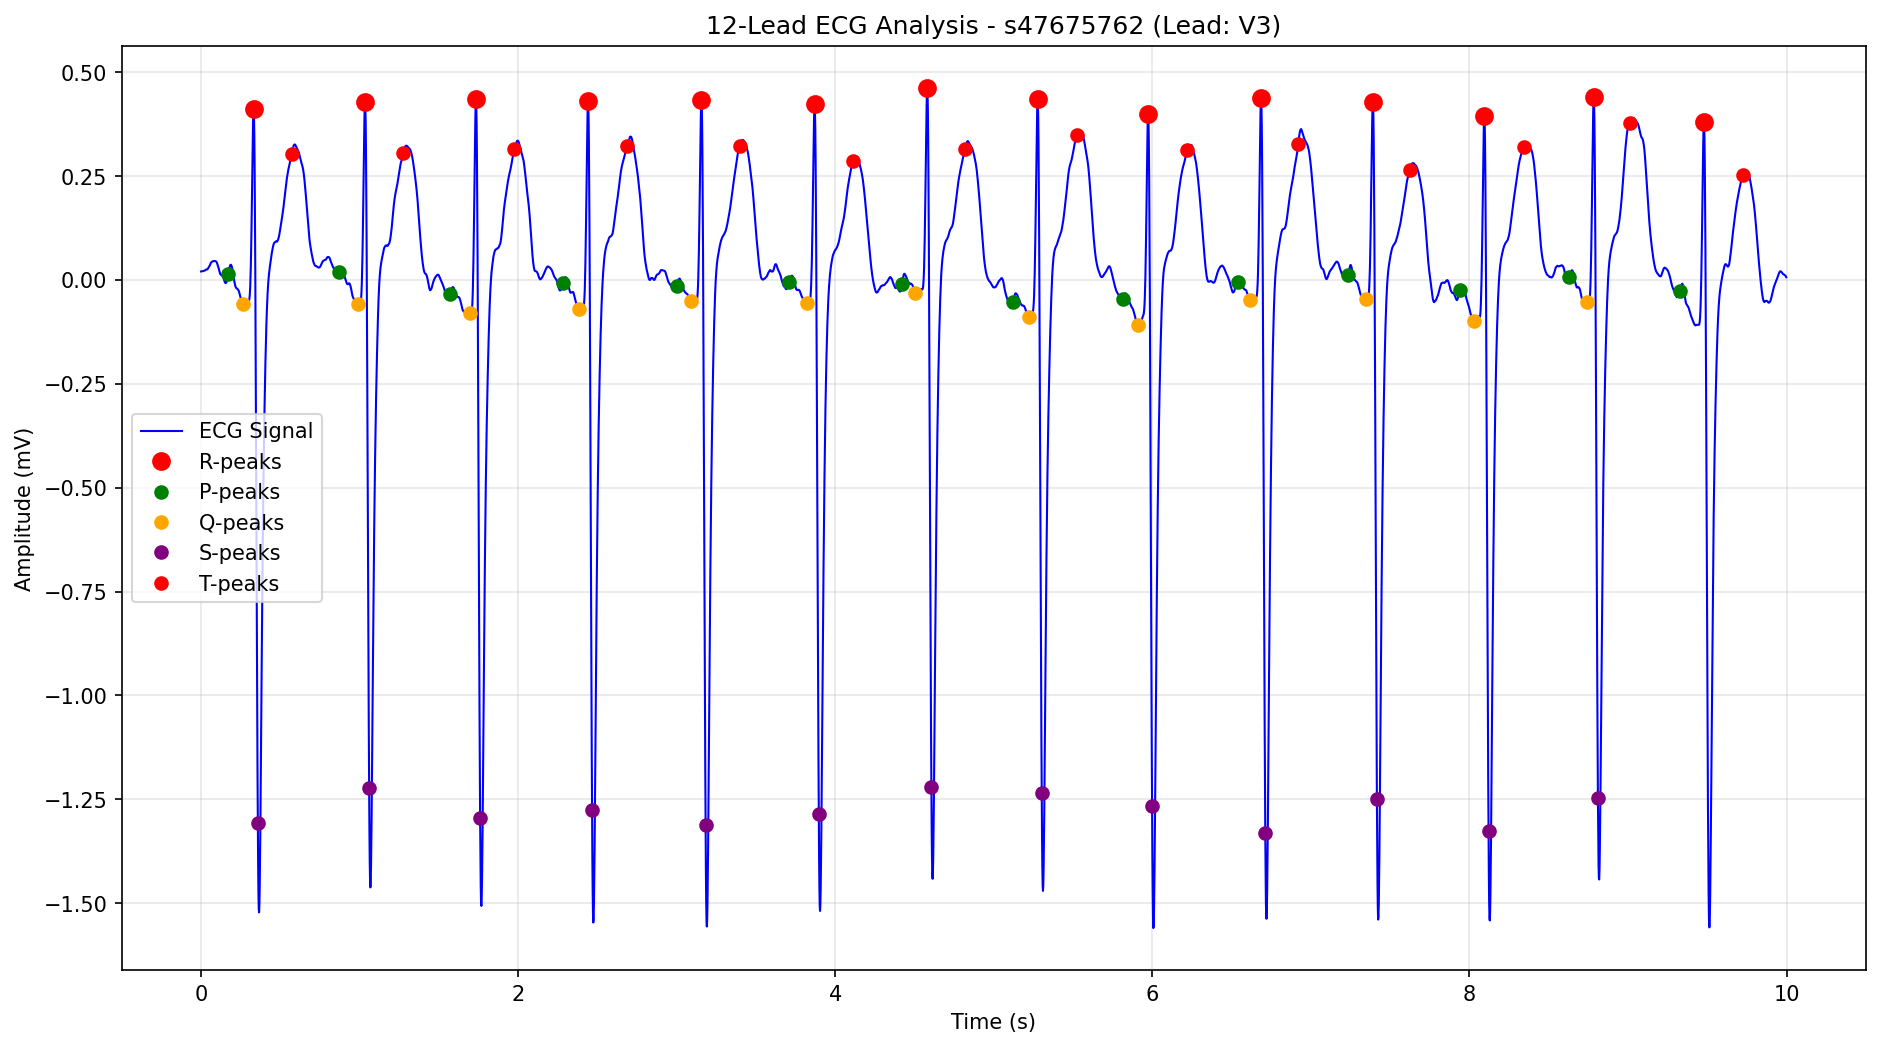 12-Lead ECG Analysis - s47675762 (Lead: V3)
Amplitude (mV)
0.50
0.25
0.00
−0.25
−0.50
−0.75
−1.00
−1.25
−1.50
ECG Signal
R-peaks
P-peaks
Q-peaks
S-peaks
T-peaks
0 2 4 6 8 10
Time (s)